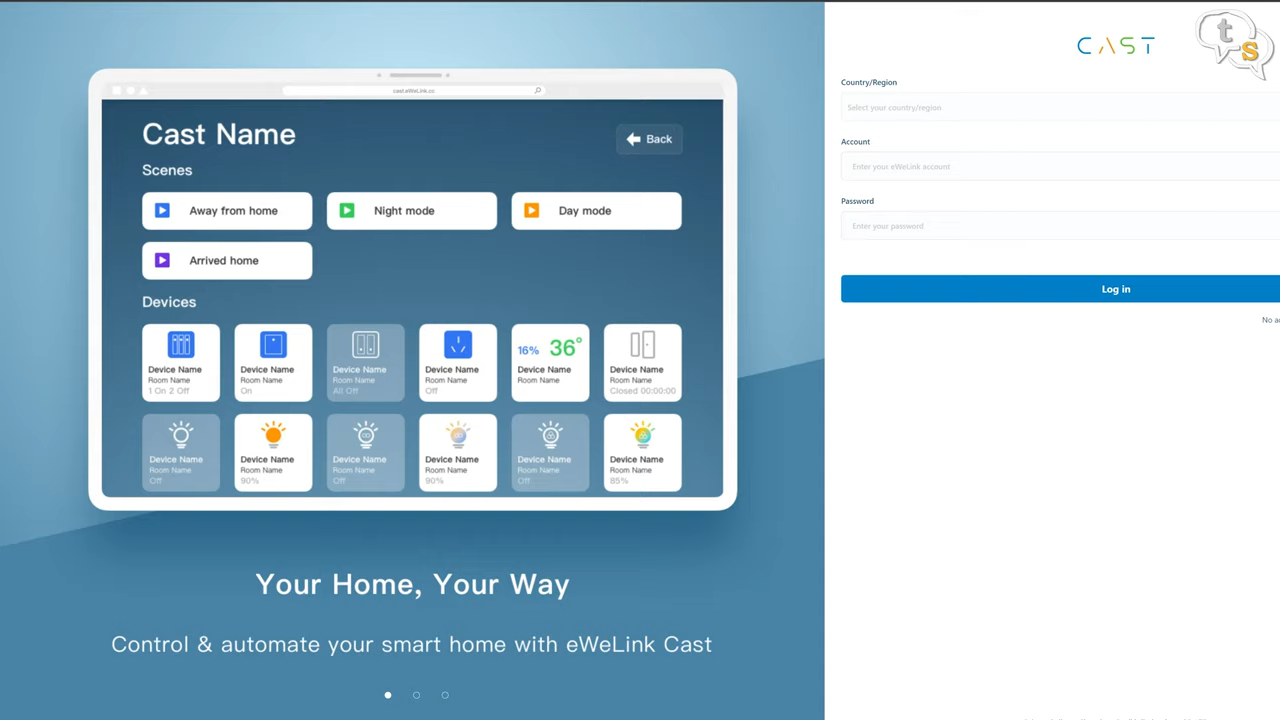 cast.eWeLink.cc
Cast Name
Back
Scenes
Away from home
Night mode
Day mode
Arrived home
Devices
Device Name
Room Name
1 On 2 Off
Device Name
Room Name
On
Device Name
Room Name
All Off
Device Name
Room Name
Off
16% 36°
Device Name
Room Name
Device Name
Room Name
Closed 00:00:00
Device Name
Room Name
Off
Device Name
Room Name
90%
Device Name
Room Name
Off
Device Name
Room Name
90%
Device Name
Room Name
Off
Device Name
Room Name
85%
Your Home, Your Way
Control & automate your smart home with eWeLink Cast
CAST
ts
Country/Region
Select your country/region
Account
Enter your eWeLink account
Password
Enter your password
Log in
No